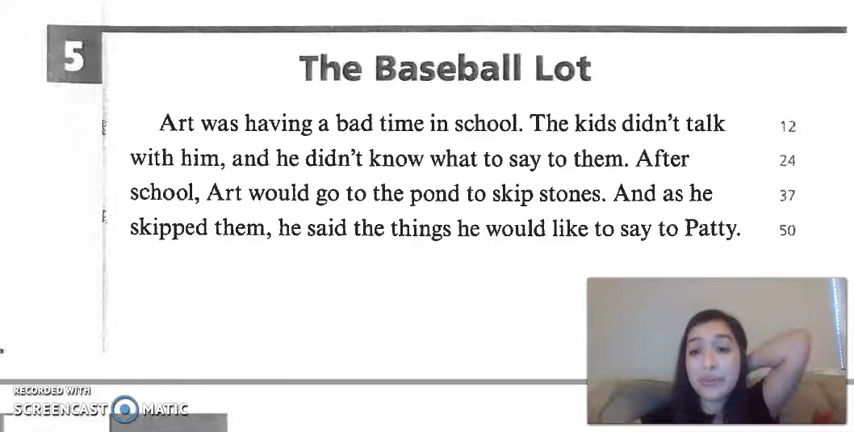 5
The Baseball Lot
Art was having a bad time in school. The kids didn't talk 12
with him, and he didn't know what to say to them. After 24
school, Art would go to the pond to skip stones. And as he 37
skipped them, he said the things he would like to say to Patty. 50
RECORDED WITH
SCREENCAST MATIC